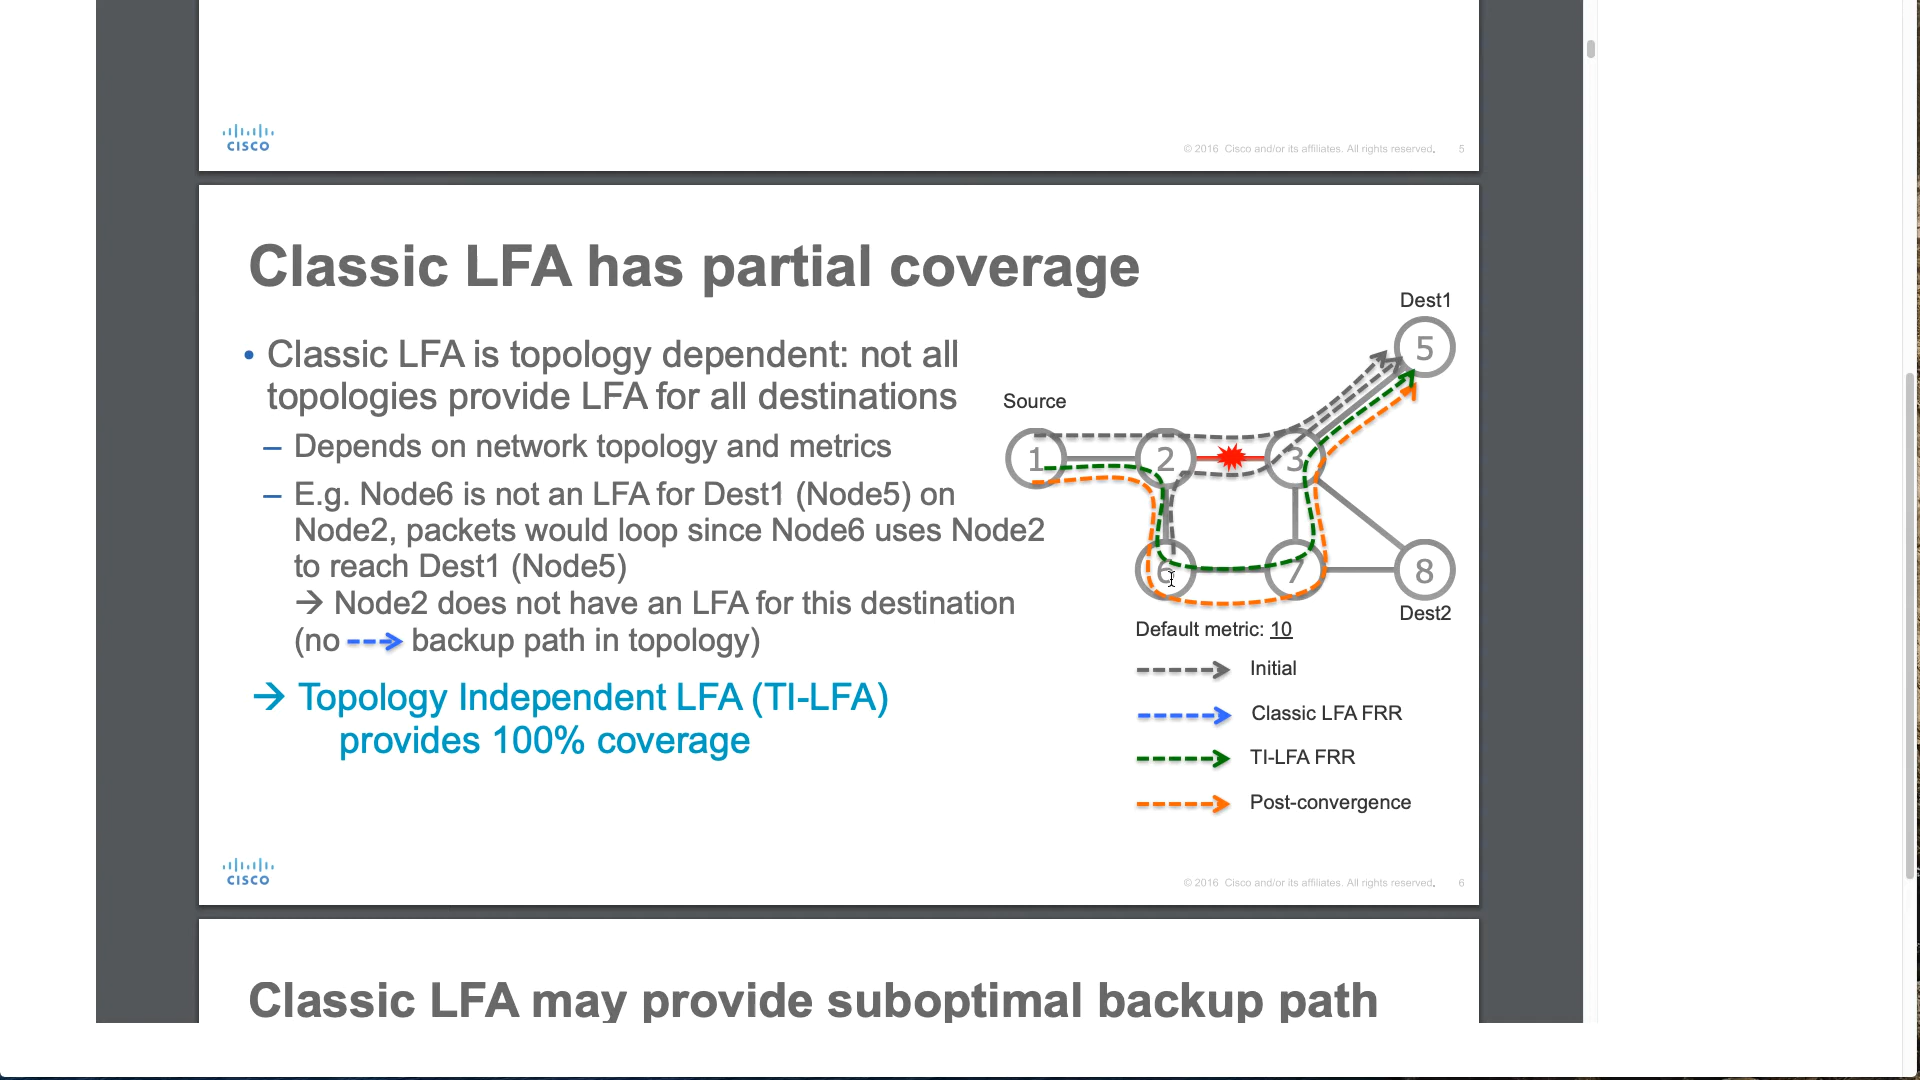 CISCO
© 2016 Cisco and/or its affiliates. All rights reserved. 5
Classic LFA has partial coverage
• Classic LFA is topology dependent: not all
topologies provide LFA for all destinations
– Depends on network topology and metrics
– E.g. Node6 is not an LFA for Dest1 (Node5) on
Node2, packets would loop since Node6 uses Node2
to reach Dest1 (Node5)
→ Node2 does not have an LFA for this destination
(no ---> backup path in topology)
→ Topology Independent LFA (TI-LFA)
provides 100% coverage
Dest1
5
Source
1 2 3
6 7 8
Dest2
Default metric: 10
Initial
Classic LFA FRR
TI-LFA FRR
Post-convergence
CISCO
© 2016 Cisco and/or its affiliates. All rights reserved. 6
Classic LFA may provide suboptimal backup path